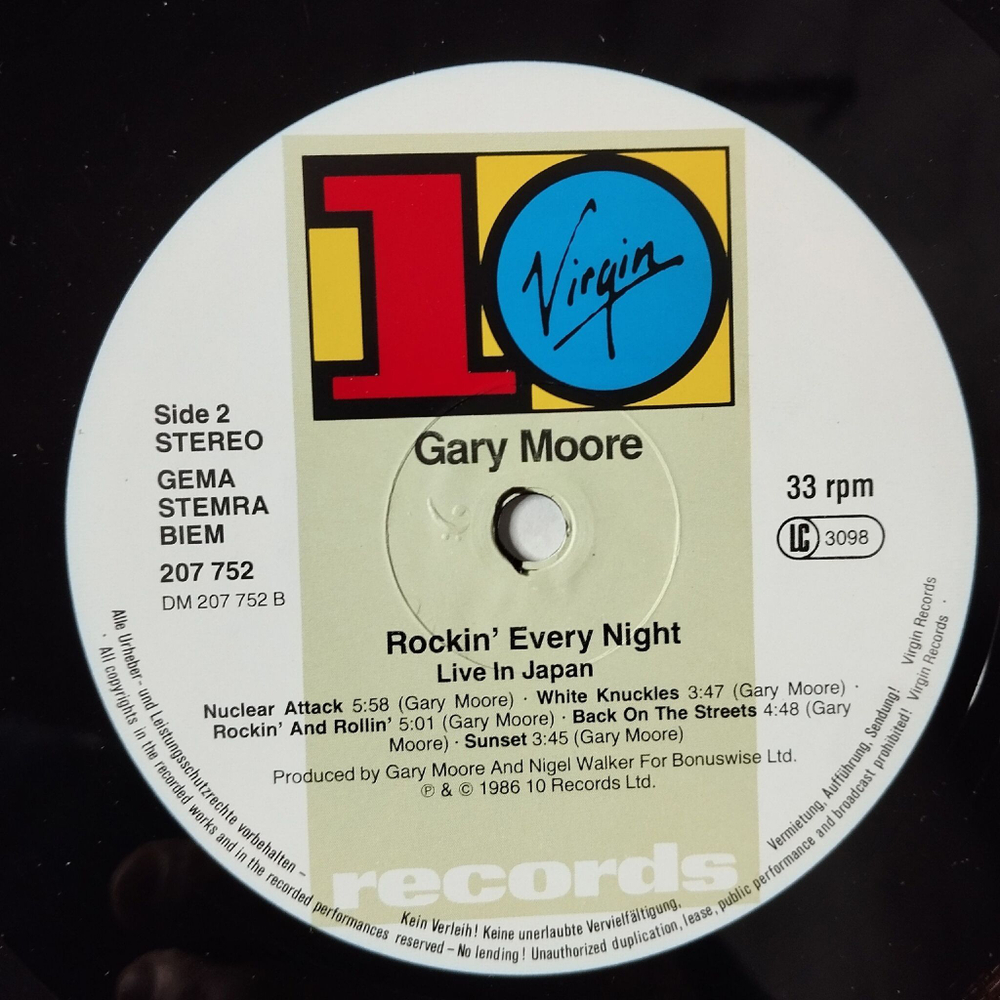 10
Virgin
Gary Moore
Side 2
STEREO
GEMA
STEMRA
BIEM
207 752
DM 207 752 B
33 rpm
LC 3098
Rockin' Every Night
Live In Japan
Nuclear Attack 5:58 (Gary Moore) · White Knuckles 3:47 (Gary Moore) ·
Rockin' And Rollin' 5:01 (Gary Moore) · Back On The Streets 4:48 (Gary
Moore) · Sunset 3:45 (Gary Moore)
Produced by Gary Moore And Nigel Walker For Bonuswise Ltd.
℗ & © 1986 10 Records Ltd.
records
Alle Urheber- und Leistungsschutzrechte vorbehalten – Kein Verleih! Keine unerlaubte Vervielfältigung, Vermietung, Aufführung, Sendung! Virgin Records
· All copyrights in the recorded works and in the recorded performances reserved – No lending! Unauthorized duplication, lease, public performance and broadcast prohibited! Virgin Records ·